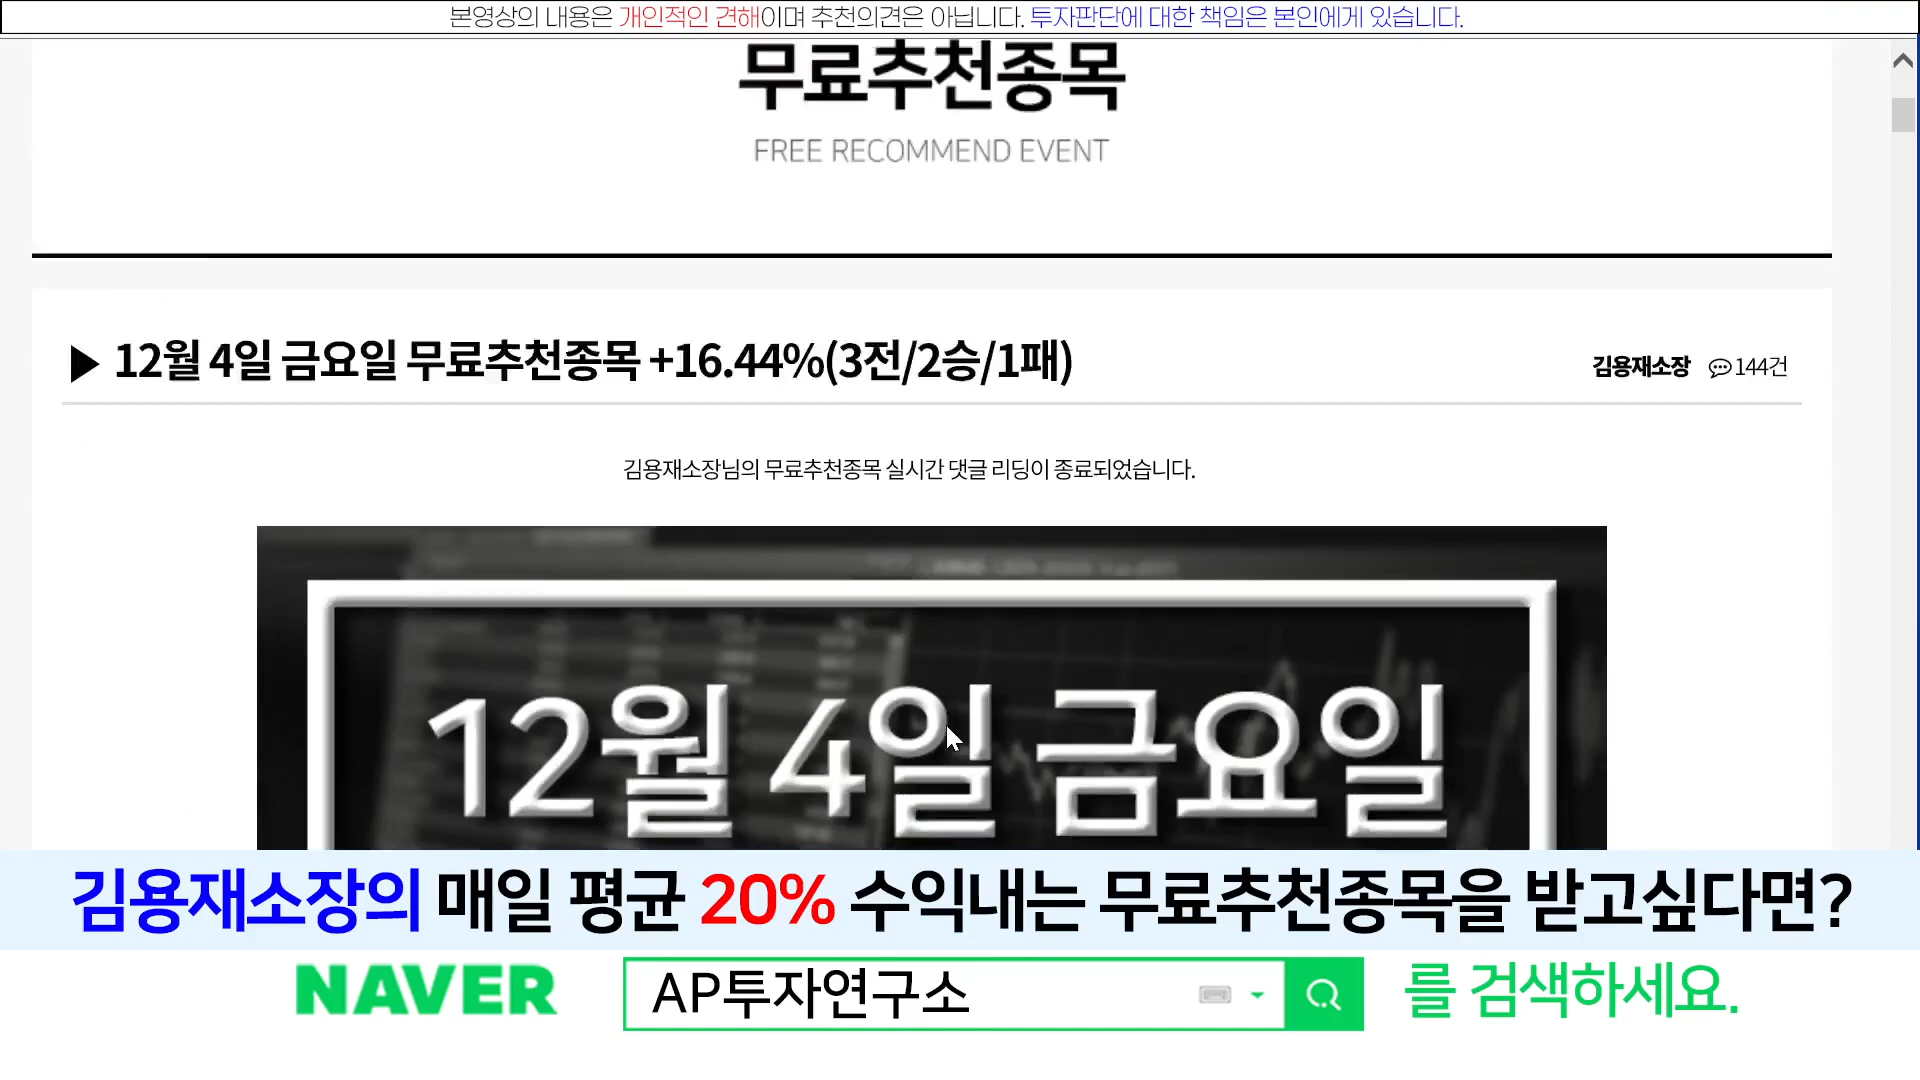 본영상의 내용은 개인적인 견해이며 추천의견은 아닙니다. 투자판단에 대한 책임은 본인에게 있습니다.
무료추천종목
FREE RECOMMEND EVENT
▶ 12월 4일 금요일 무료추천종목 +16.44%(3전/2승/1패)
김용재소장 144건
김용재소장님의 무료추천종목 실시간 댓글 리딩이 종료되었습니다.
12월 4일 금요일
김용재소장의 매일 평균 20% 수익내는 무료추천종목을 받고싶다면?
NAVER AP투자연구소 를 검색하세요.